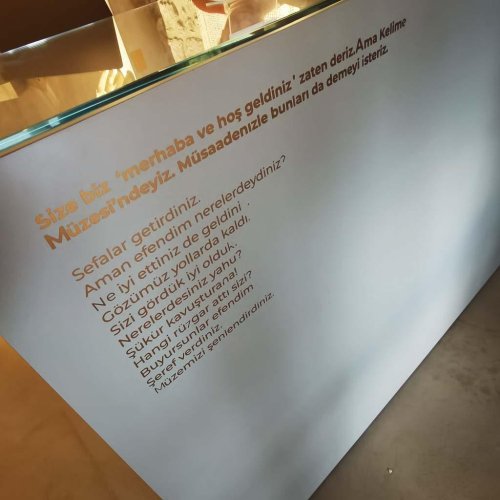 Size biz 'merhaba ve hoş geldiniz' zaten deriz.Ama Kelime
Müzesi'ndeyiz. Müsaadenizle bunları da demeyi isteriz.
Sefalar getirdiniz.
Aman efendim nerelerdeydiniz?
Ne iyi ettiniz de geldini .
Gözümüz yollarda kaldı.
Sizi gördük iyi olduk.
Nerelerdesiniz yahu?
Şükür kavuşturana!
Hangi rüzgar attı sizi?
Buyursunlar efendim
Şeref verdiniz.
Müzemizi şenlendirdiniz.